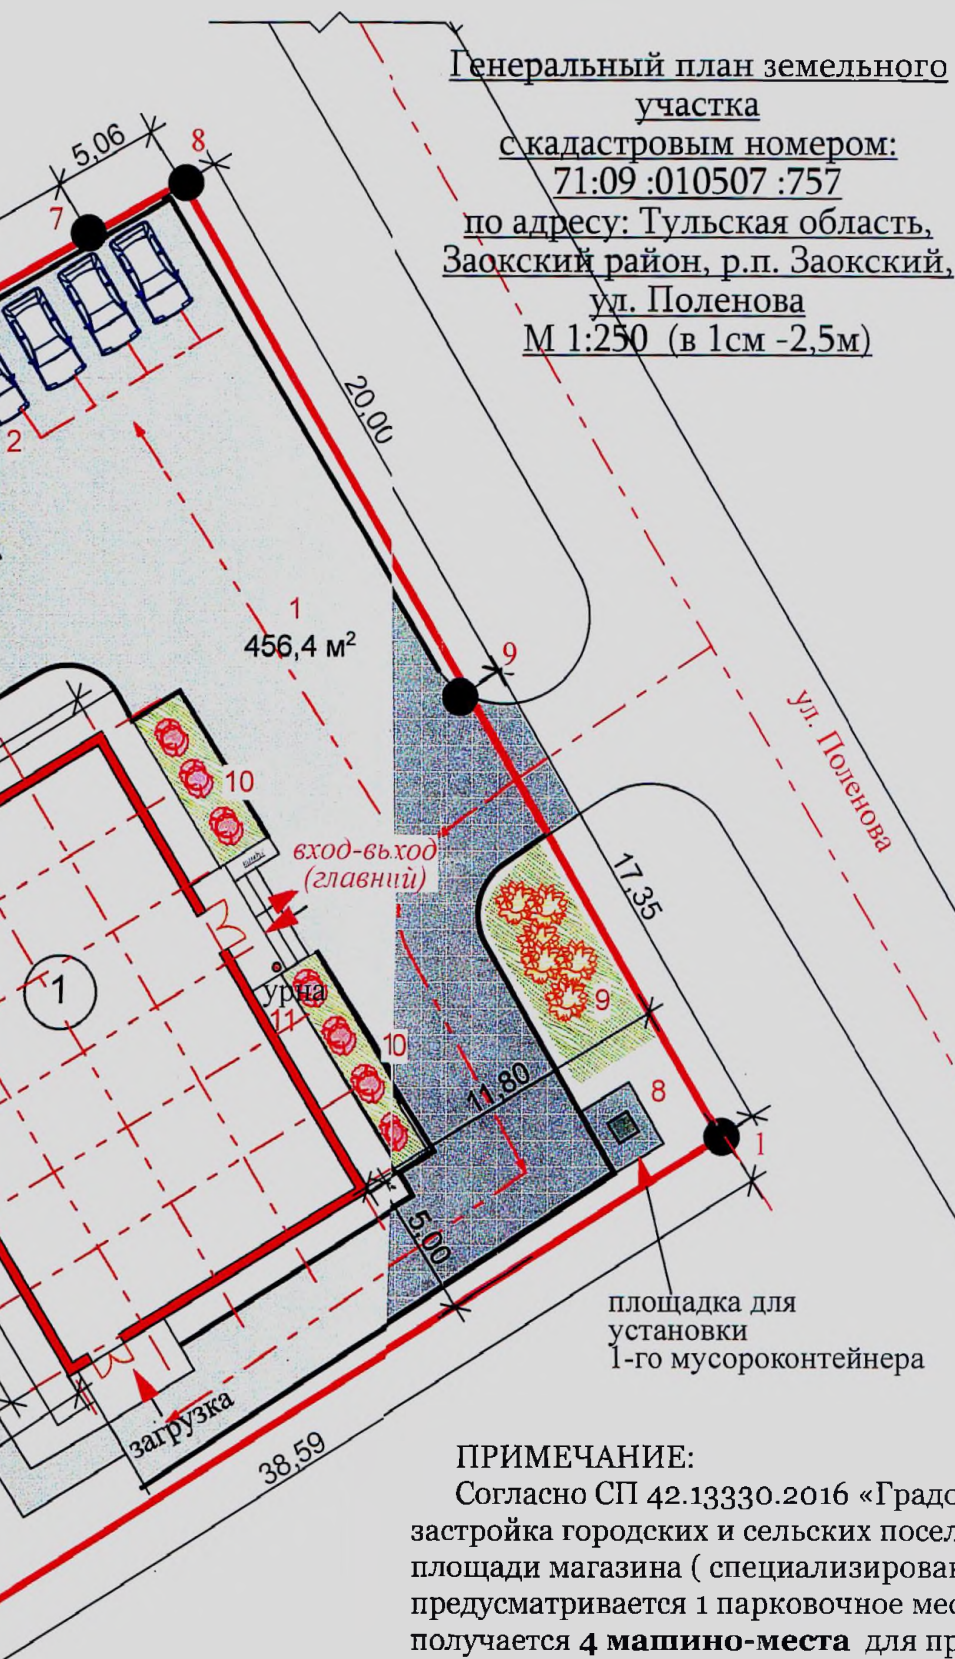 Генеральный план земельного
участка
с кадастровым номером:
71:09 :010507 :757
по адресу: Тульская область,
Заокский район, р.п. Заокский,
ул. Поленова
М 1:250 (в 1см -2,5м)
5,06
8
7
20,00
2
1
456,4 м²
9
ул. Поленова
10
вход-выход
(главний)
17,35
1
урна
11
10
9
11,80
8
1
5,00
площадка для
установки
1-го мусороконтейнера
загрузка
38,59
ПРИМЕЧАНИЕ:
Согласно СП 42.13330.2016 «Градо
застройка городских и сельских посел
площади магазина ( специализирован
предусматривается 1 парковочное мес
получается 4 машино-места для пр